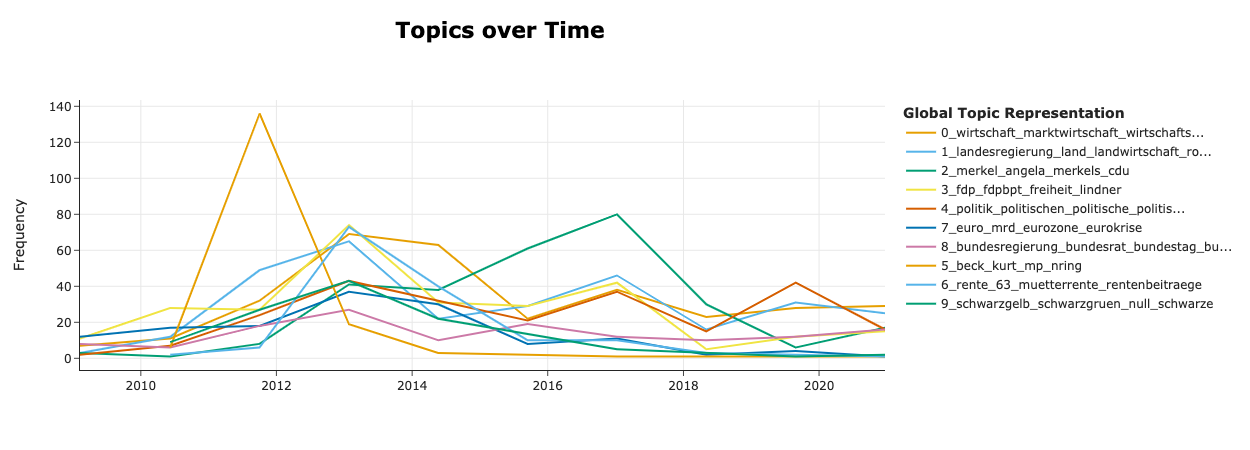 Topics over Time
Frequency
140
120
100
80
60
40
20
0
2010 2012 2014 2016 2018 2020
Global Topic Representation
0_wirtschaft_marktwirtschaft_wirtschafts...
1_landesregierung_land_landwirtschaft_ro...
2_merkel_angela_merkels_cdu
3_fdp_fdpbpt_freiheit_lindner
4_politik_politischen_politische_politis...
7_euro_mrd_eurozone_eurokrise
8_bundesregierung_bundesrat_bundestag_bu...
5_beck_kurt_mp_nring
6_rente_63_muetterrente_rentenbeitraege
9_schwarzgelb_schwarzgruen_null_schwarze